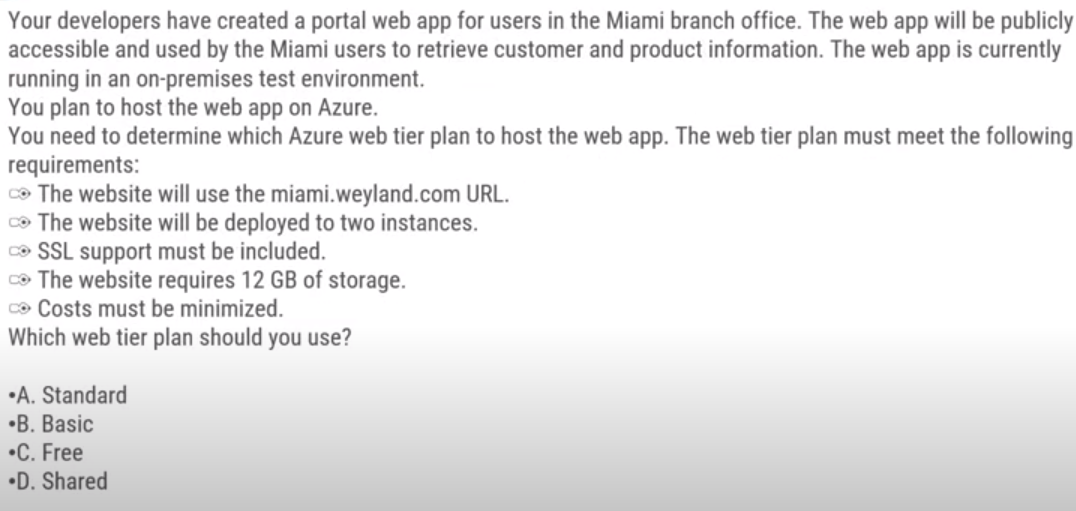 Your developers have created a portal web app for users in the Miami branch office. The web app will be publicly
accessible and used by the Miami users to retrieve customer and product information. The web app is currently
running in an on-premises test environment.
You plan to host the web app on Azure.
You need to determine which Azure web tier plan to host the web app. The web tier plan must meet the following
requirements:
The website will use the miami.weyland.com URL.
The website will be deployed to two instances.
SSL support must be included.
The website requires 12 GB of storage.
Costs must be minimized.
Which web tier plan should you use?
•A. Standard
•B. Basic
•C. Free
•D. Shared